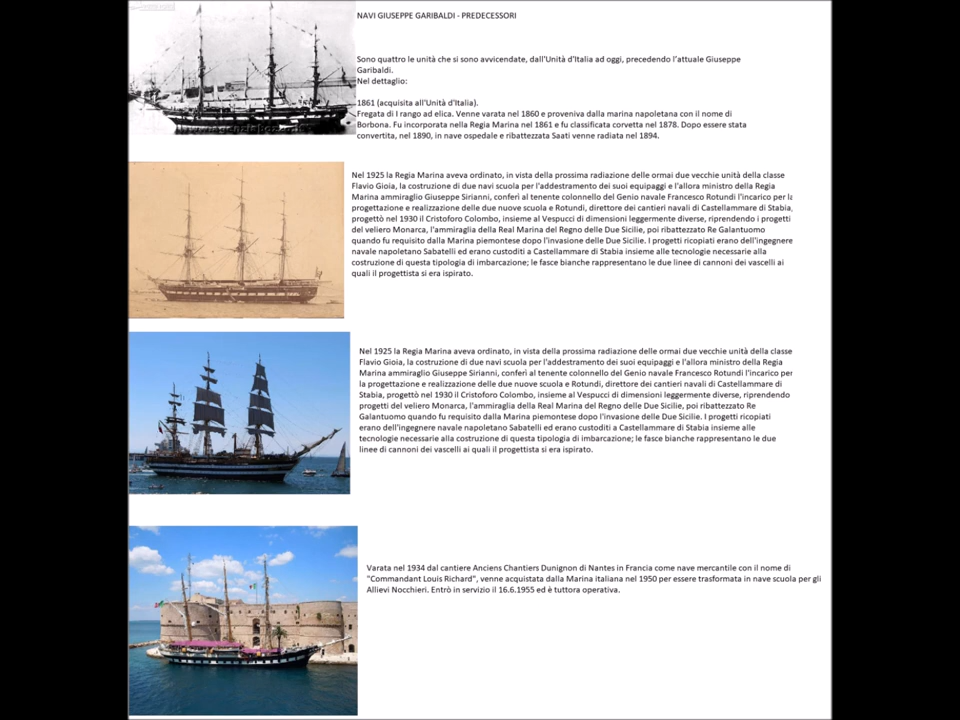 NAVI GIUSEPPE GARIBALDI - PREDECESSORI
Sono quattro le unità che si sono avvicendate, dall'Unità d'Italia ad oggi, precedendo l'attuale Giuseppe
Garibaldi.
Nel dettaglio:
1861 (acquisita all'Unità d'Italia).
Fregata di I rango ad elica. Venne varata nel 1860 e proveniva dalla marina napoletana con il nome di
Borbona. Fu incorporata nella Regia Marina nel 1861 e fu classificata corvetta nel 1878. Dopo essere stata
convertita, nel 1890, in nave ospedale e ribattezzata Saati venne radiata nel 1894.
Nel 1925 la Regia Marina aveva ordinato, in vista della prossima radiazione delle ormai due vecchie unità della classe
Flavio Gioia, la costruzione di due navi scuola per l'addestramento dei suoi equipaggi e l'allora ministro della Regia
Marina ammiraglio Giuseppe Sirianni, conferì al tenente colonnello del Genio navale Francesco Rotundi l'incarico per la
progettazione e realizzazione delle due nuove scuola e Rotundi, direttore dei cantieri navali di Castellammare di Stabia,
progettò nel 1930 il Cristoforo Colombo, insieme al Vespucci di dimensioni leggermente diverse, riprendendo i progetti
del veliero Monarca, l'ammiraglia della Real Marina del Regno delle Due Sicilie, poi ribattezzato Re Galantuomo
quando fu requisito dalla Marina piemontese dopo l'invasione delle Due Sicilie. I progetti ricopiati erano dell'ingegnere
navale napoletano Sabatelli ed erano custoditi a Castellammare di Stabia insieme alle tecnologie necessarie alla
costruzione di questa tipologia di imbarcazione; le fasce bianche rappresentano le due linee di cannoni dei vascelli ai
quali il progettista si era ispirato.
Nel 1925 la Regia Marina aveva ordinato, in vista della prossima radiazione delle ormai due vecchie unità della classe
Flavio Gioia, la costruzione di due navi scuola per l'addestramento dei suoi equipaggi e l'allora ministro della Regia
Marina ammiraglio Giuseppe Sirianni, conferì al tenente colonnello del Genio navale Francesco Rotundi l'incarico per
la progettazione e realizzazione delle due nuove scuola e Rotundi, direttore dei cantieri navali di Castellammare di
Stabia, progettò nel 1930 il Cristoforo Colombo, insieme al Vespucci di dimensioni leggermente diverse, riprendendo i
progetti del veliero Monarca, l'ammiraglia della Real Marina del Regno delle Due Sicilie, poi ribattezzato Re
Galantuomo quando fu requisito dalla Marina piemontese dopo l'invasione delle Due Sicilie. I progetti ricopiati
erano dell'ingegnere navale napoletano Sabatelli ed erano custoditi a Castellammare di Stabia insieme alle
tecnologie necessarie alla costruzione di questa tipologia di imbarcazione; le fasce bianche rappresentano le due
linee di cannoni dei vascelli ai quali il progettista si era ispirato.
Varata nel 1934 dal cantiere Anciens Chantiers Dunignon di Nantes in Francia come nave mercantile con il nome di
"Commandant Louis Richard", venne acquistata dalla Marina italiana nel 1950 per essere trasformata in nave scuola per gli
Allievi Nocchieri. Entrò in servizio il 16.6.1955 ed è tuttora operativa.